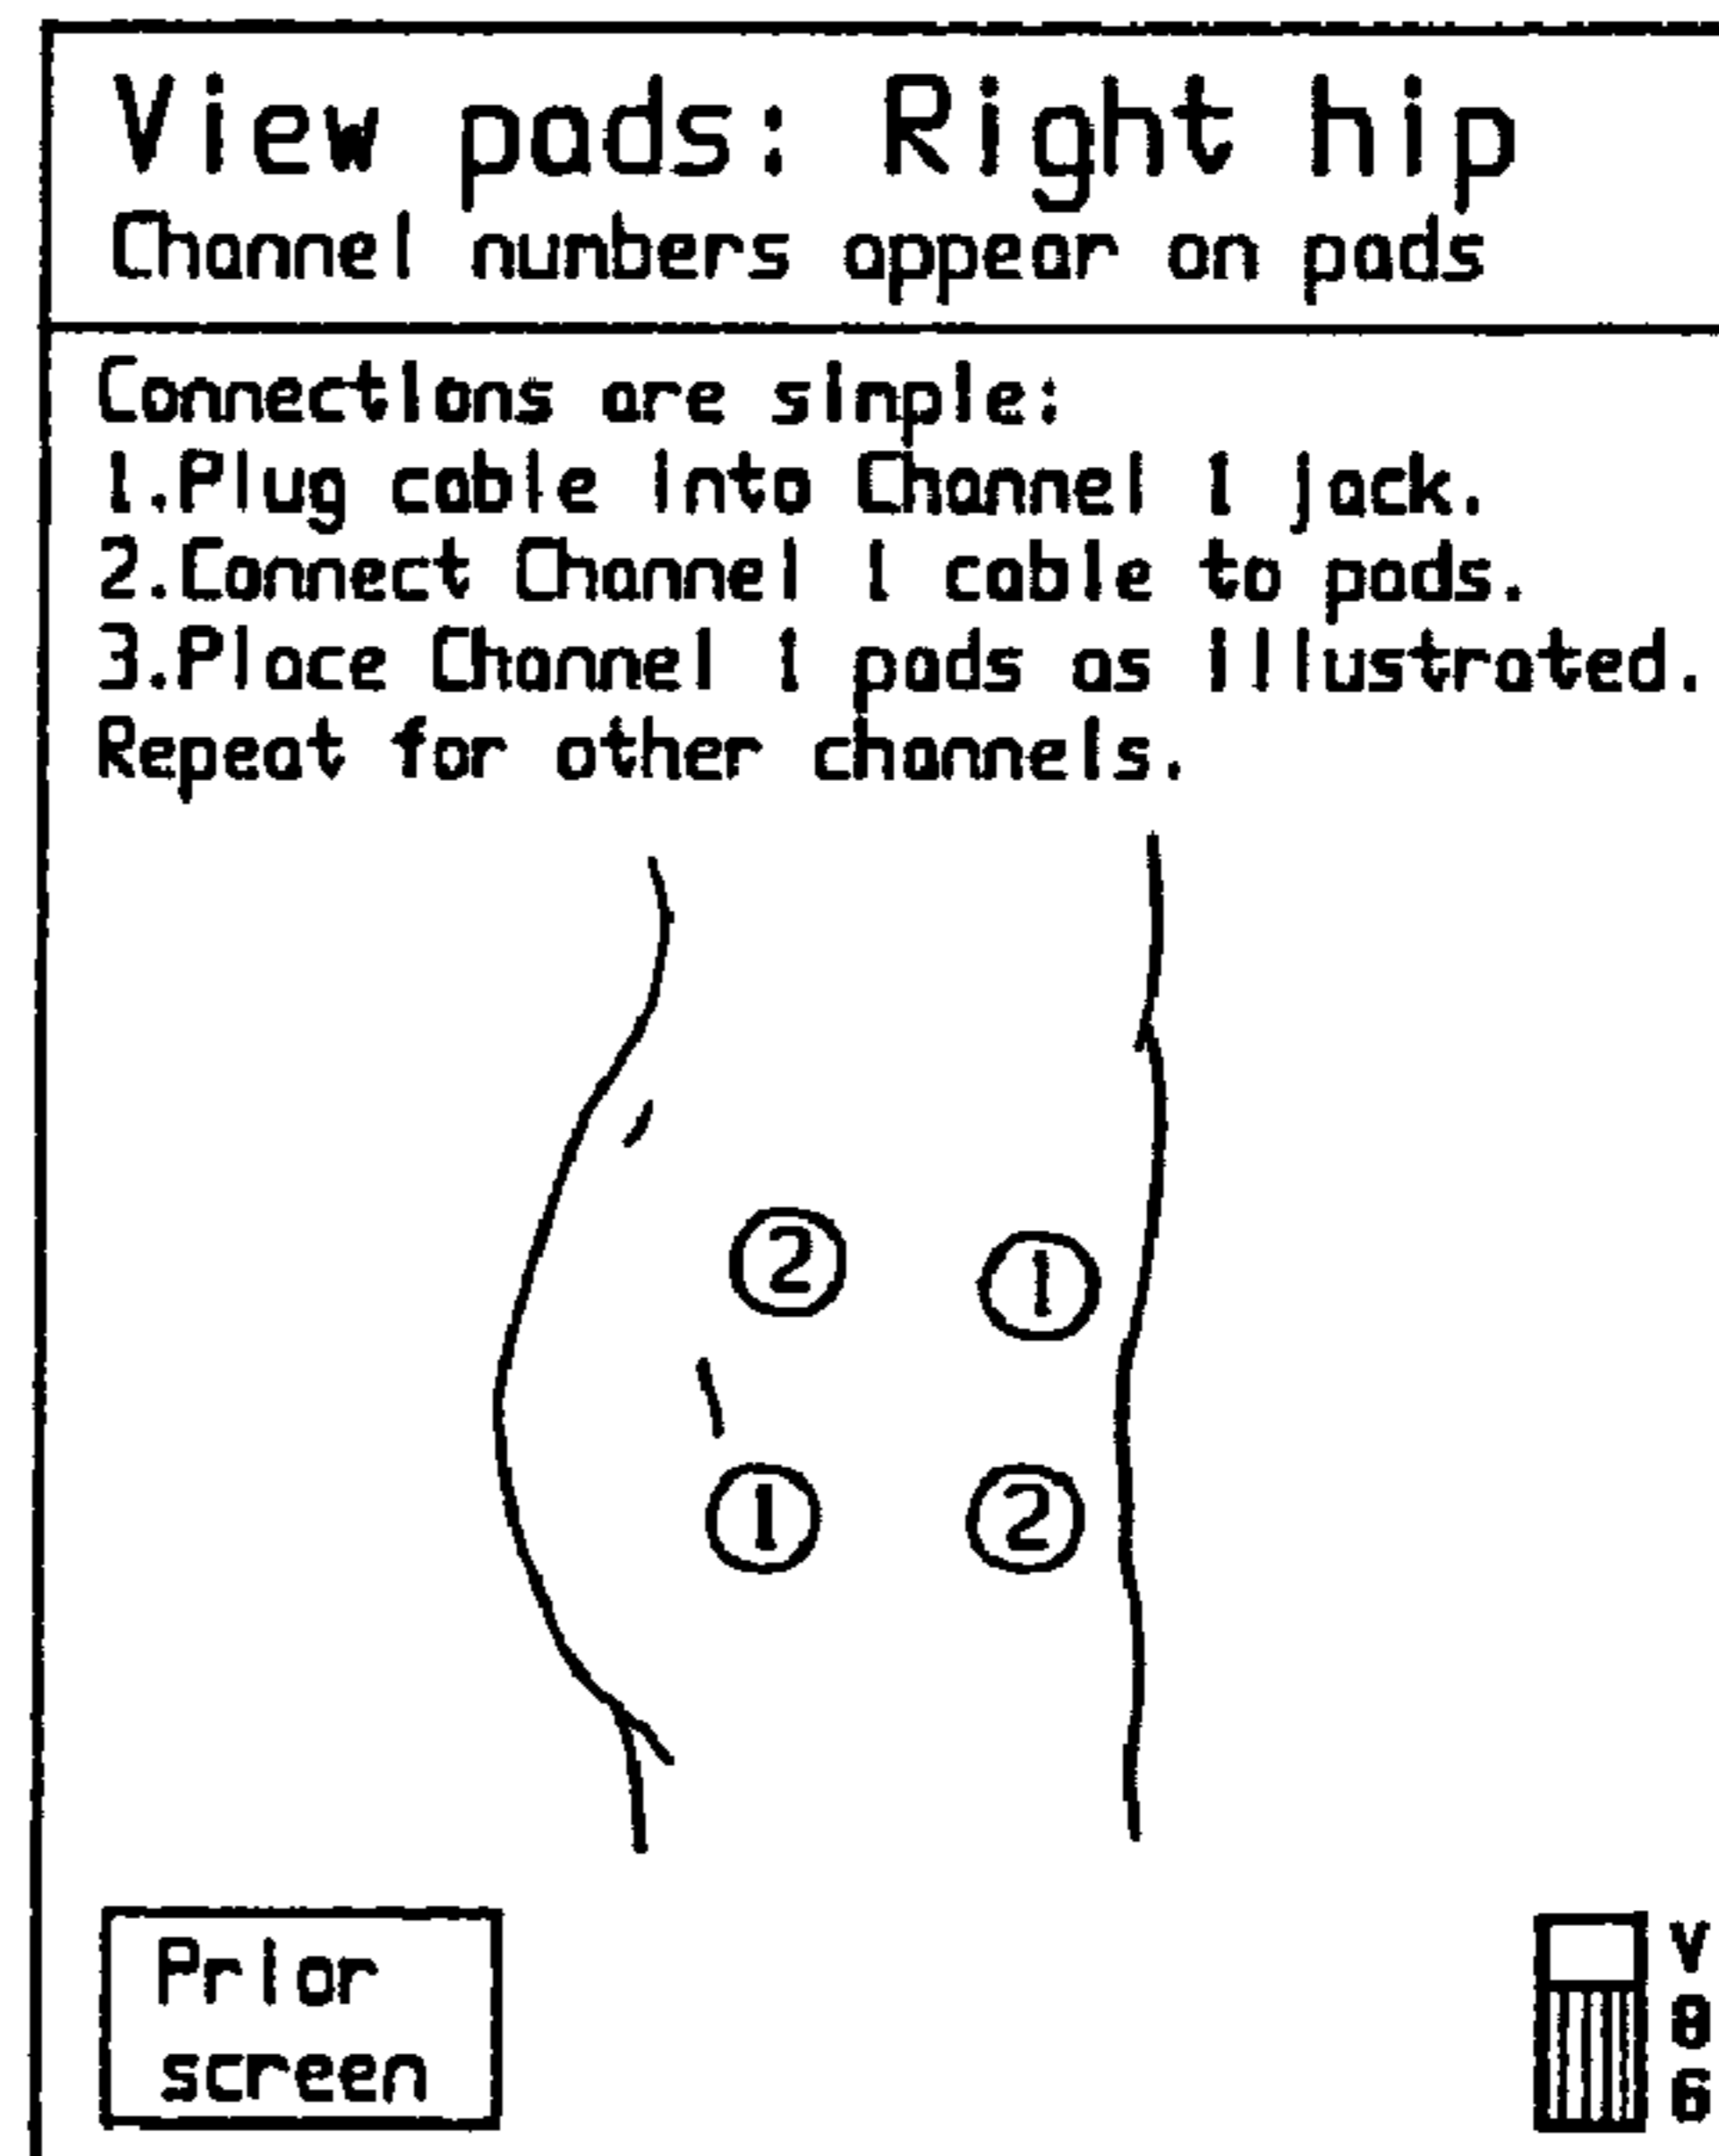 View pads: Right hip
Channel numbers appear on pads
Connections are simple:
1.Plug cable into Channel 1 jack.
2.Connect Channel 1 cable to pads.
3.Place Channel 1 pads as illustrated.
Repeat for other channels.
2 1
1 2
Prior
screen
V
8
6